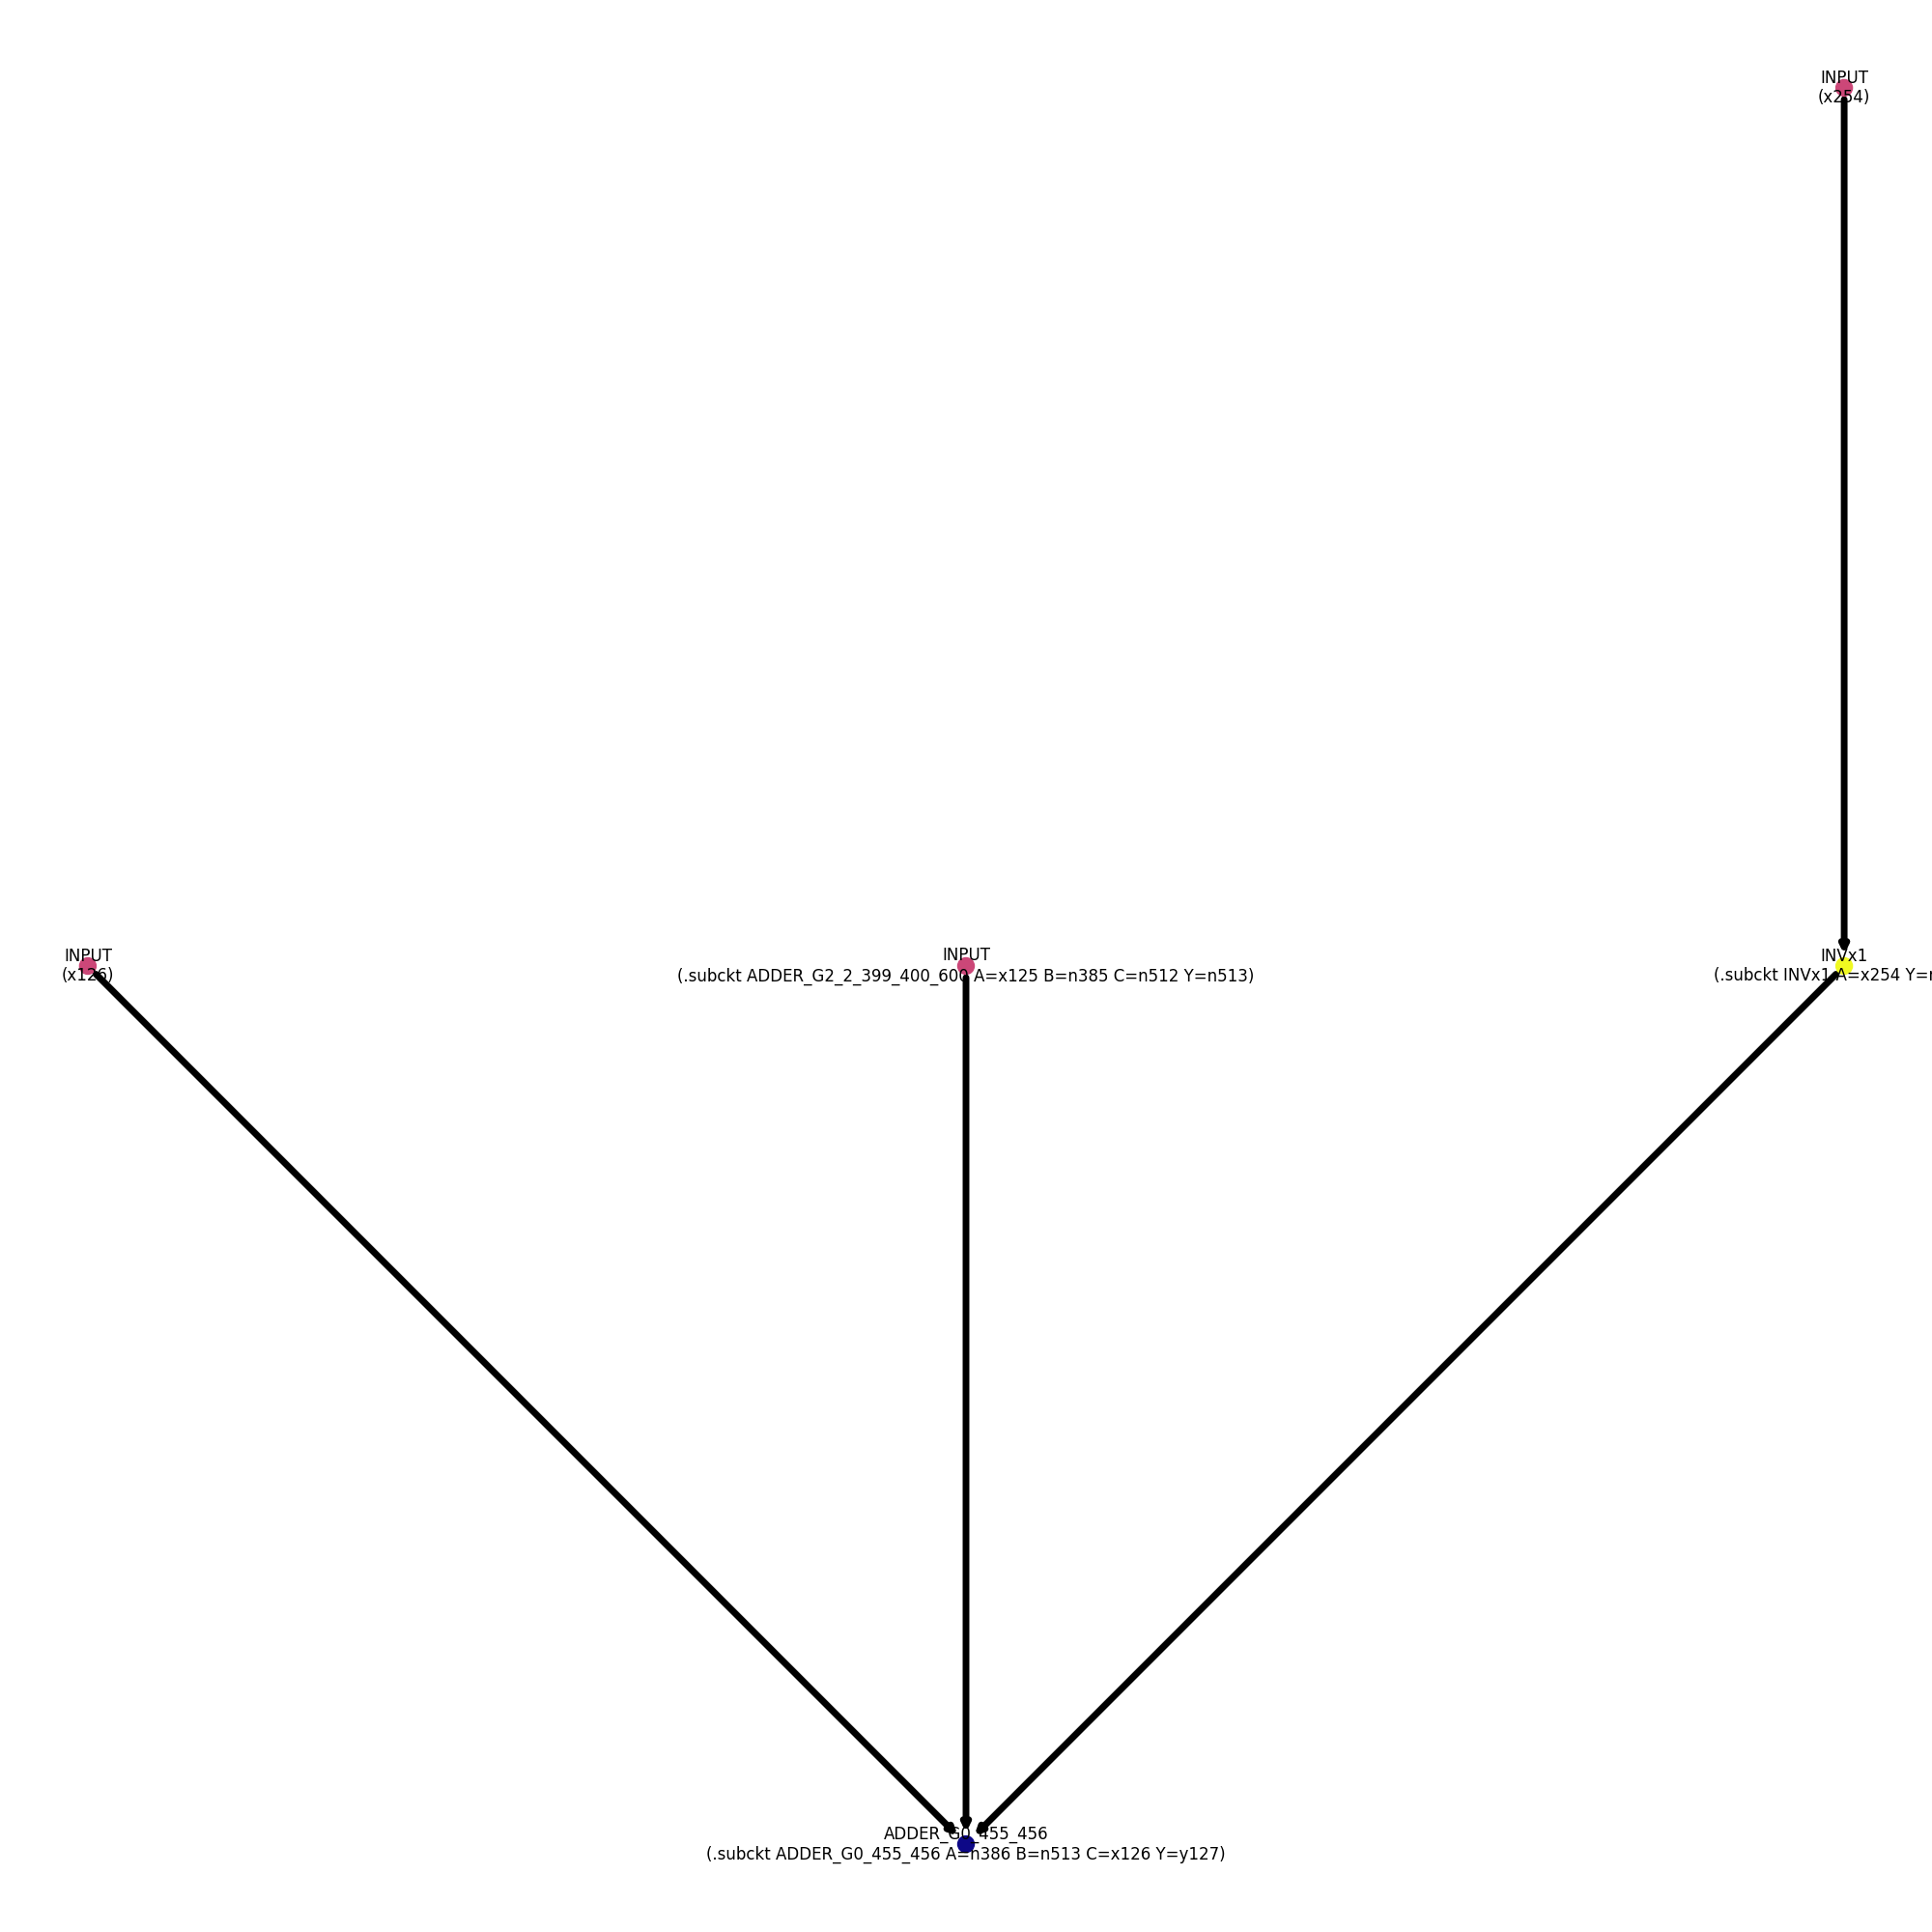 INPUT
(x254)
INPUT
(x126)
INPUT
(.subckt ADDER_G2_2_399_400_600 A=x125 B=n385 C=n512 Y=n513)
INVx1
(.subckt INVx1 A=x254 Y=
ADDER_G0_455_456
(.subckt ADDER_G0_455_456 A=n386 B=n513 C=x126 Y=y127)